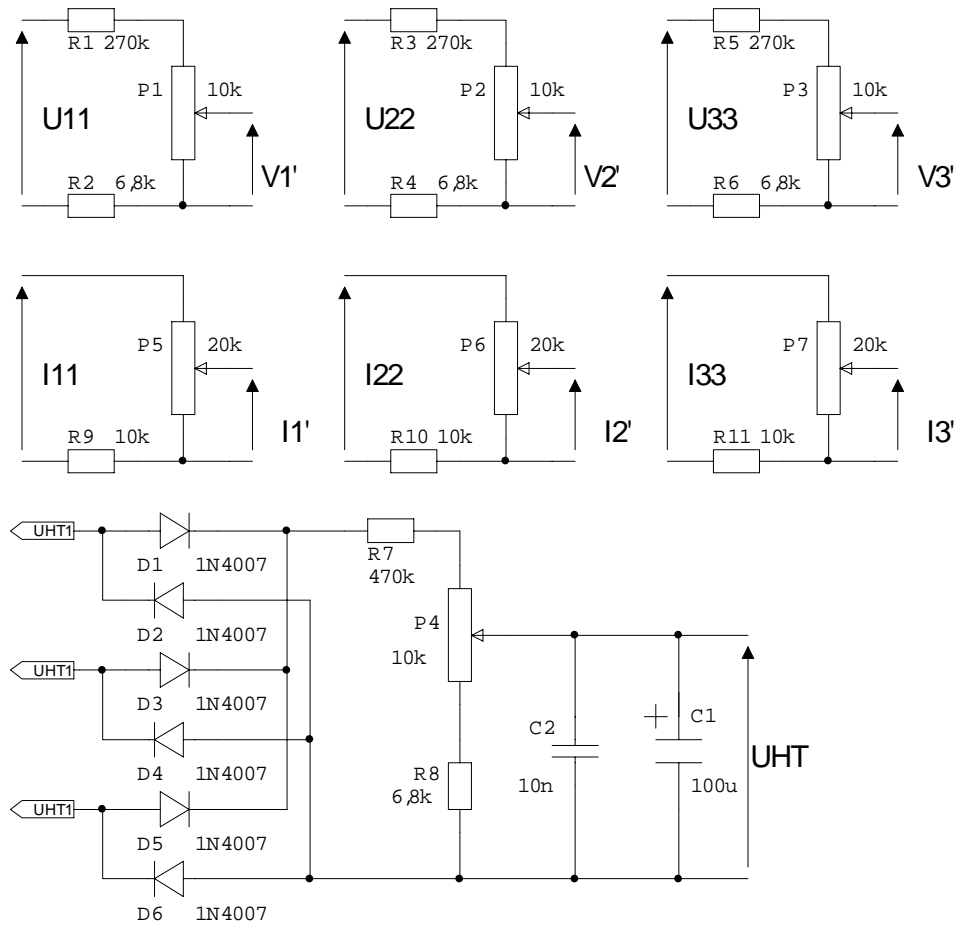 R1 270k
P1 10k
U11
R2 6,8k
V1'
R3 270k
P2 10k
U22
R4 6,8k
V2'
R5 270k
P3 10k
U33
R6 6,8k
V3'
P5 20k
I11
R9 10k
I1'
P6 20k
I22
R10 10k
I2'
P7 20k
I33
R11 10k
I3'
UHT1
D1 1N4007
D2 1N4007
UHT1
D3 1N4007
D4 1N4007
UHT1
D5 1N4007
D6 1N4007
R7
470k
P4
10k
R8
6,8k
C2
10n
+ C1
100u
UHT